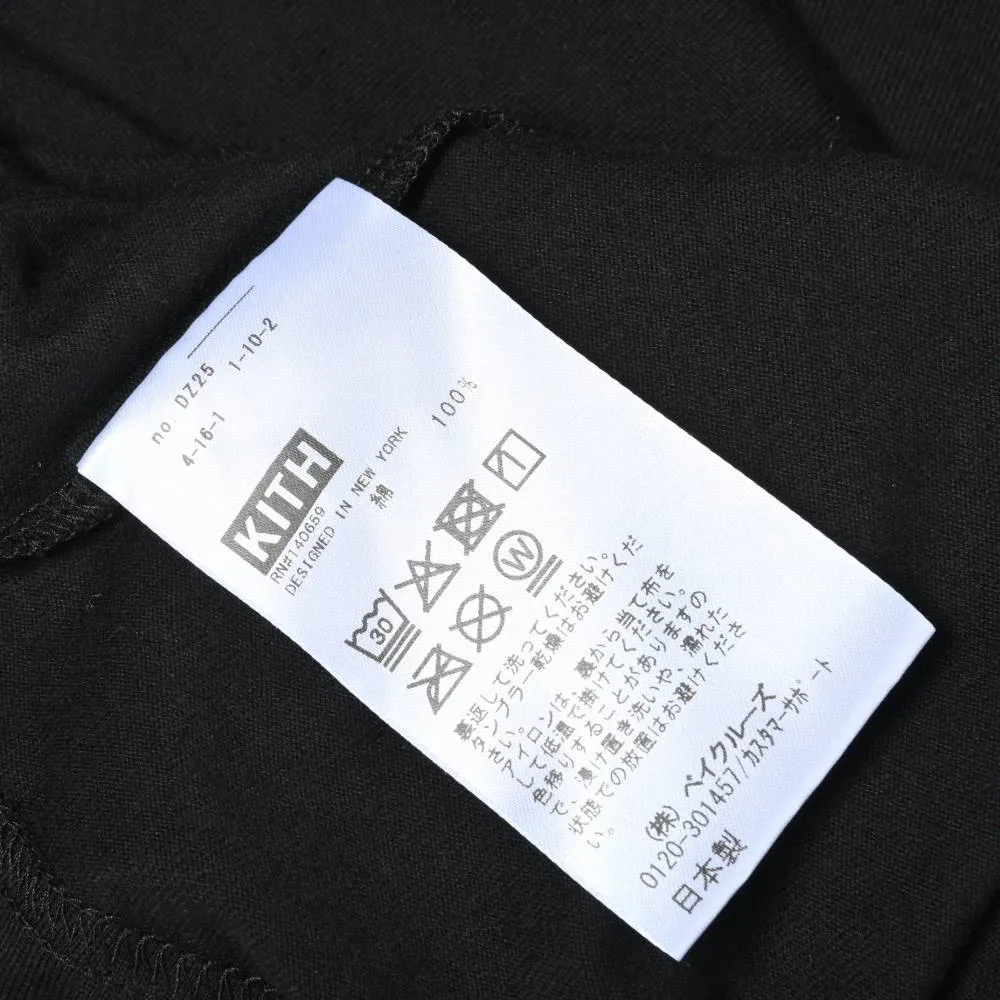 no. DZ25
4-16-1 1-10-2
KITH
RN#140659
DESIGNED IN NEW YORK
綿 100%
30
W
裏返して洗ってください。
タンブラー乾燥はお避けくだ
さい。
アイロンは、裏から当て布を
して低温で掛けてください。
色移りすることがありますの
で、浸け置き洗いや、濡れた
状態での放置はお避けくださ
い。
(株) ベイクルーズ
0120-301457/カスタマーサポート
日本製